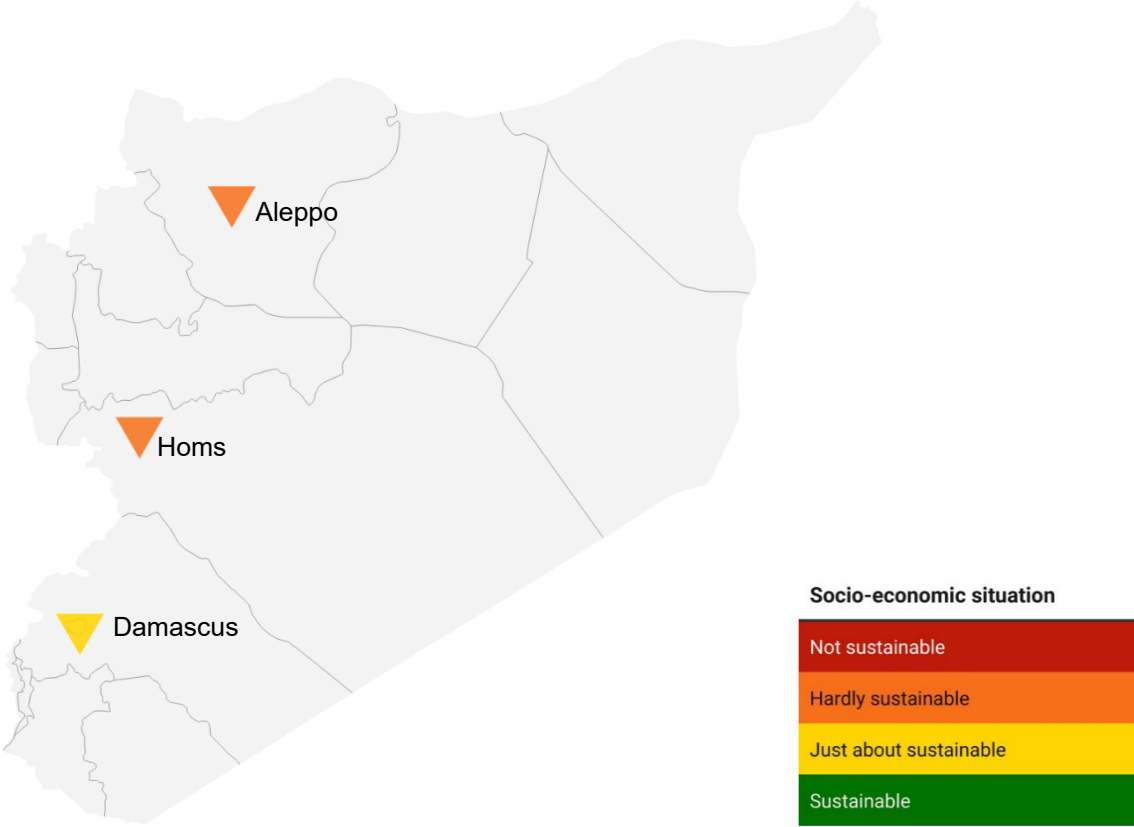 Aleppo
Homs
Damascus
Socio-economic situation
Not sustainable
Hardly sustainable
Just about sustainable
Sustainable